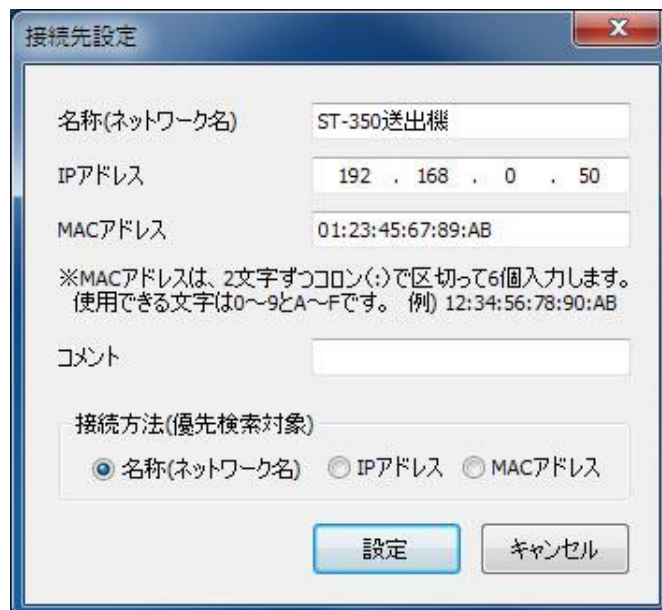 接続先設定
名称(ネットワーク名) ST-350送出機
IPアドレス 192 . 168 . 0 . 50
MACアドレス 01:23:45:67:89:AB
※MACアドレスは、2文字ずつコロン(:)で区切って6個入力します。
使用できる文字は0～9とA～Fです。 例) 12:34:56:78:90:AB
コメント
接続方法(優先検索対象)
名称(ネットワーク名) IPアドレス MACアドレス
設定 キャンセル